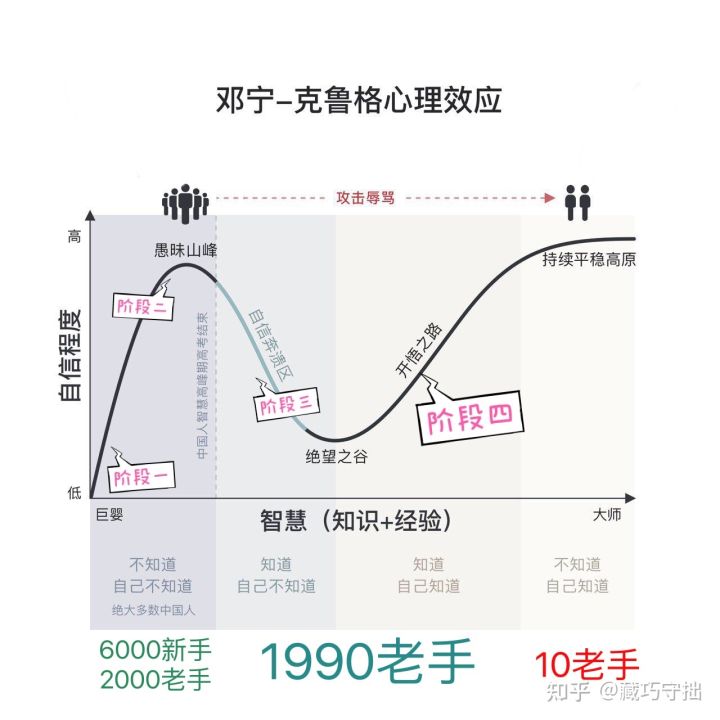 邓宁-克鲁格心理效应
攻击辱骂
高
愚昧山峰
持续平稳高原
阶段二
自信程度
中国人智慧高峰期高考结束
自信奔溃区
开悟之路
阶段三
阶段四
绝望之谷
阶段一
低
巨婴
智慧（知识+经验）
大师
不知道
自己不知道
绝大多数中国人
知道
自己不知道
知道
自己知道
不知道
自己知道
6000新手
2000老手
1990老手
10老手
知乎 @藏巧守拙